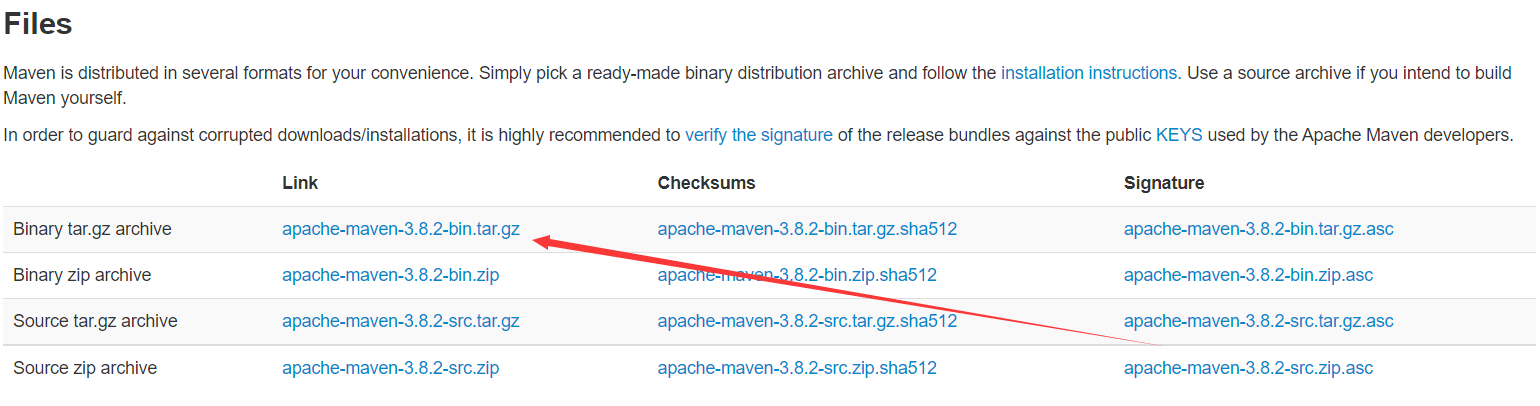 Files
Maven is distributed in several formats for your convenience. Simply pick a ready-made binary distribution archive and follow the installation instructions. Use a source archive if you intend to build
Maven yourself.
In order to guard against corrupted downloads/installations, it is highly recommended to verify the signature of the release bundles against the public KEYS used by the Apache Maven developers.
Link Checksums Signature
Binary tar.gz archive apache-maven-3.8.2-bin.tar.gz apache-maven-3.8.2-bin.tar.gz.sha512 apache-maven-3.8.2-bin.tar.gz.asc
Binary zip archive apache-maven-3.8.2-bin.zip apache-maven-3.8.2-bin.zip.sha512 apache-maven-3.8.2-bin.zip.asc
Source tar.gz archive apache-maven-3.8.2-src.tar.gz apache-maven-3.8.2-src.tar.gz.sha512 apache-maven-3.8.2-src.tar.gz.asc
Source zip archive apache-maven-3.8.2-src.zip apache-maven-3.8.2-src.zip.sha512 apache-maven-3.8.2-src.zip.asc